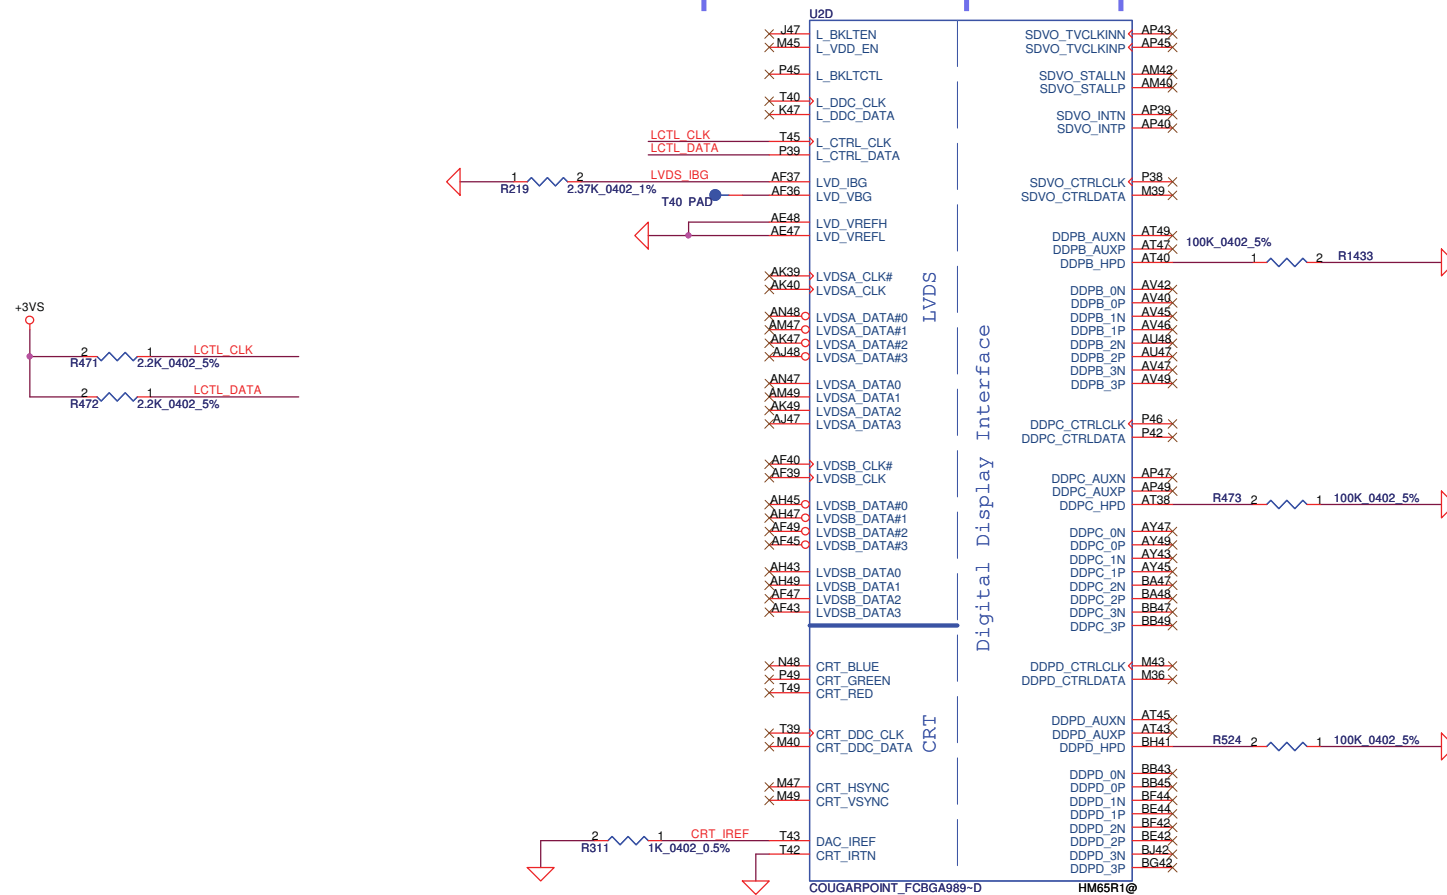 U2D
J47 L_BKLTEN
M45 L_VDD_EN
P45 L_BKLTCTL
T40 L_DDC_CLK
K47 L_DDC_DATA
LCTL_CLK T45 L_CTRL_CLK
LCTL_DATA P39 L_CTRL_DATA
1 2 LVDS_IBG AF37 LVD_IBG
R219 2.37K_0402_1%
T40 PAD AF36 LVD_VBG
AE48 LVD_VREFH
AE47 LVD_VREFL
AK39 LVDSA_CLK#
AK40 LVDSA_CLK
AN48 LVDSA_DATA#0
AM47 LVDSA_DATA#1
AK47 LVDSA_DATA#2
AJ48 LVDSA_DATA#3
AN47 LVDSA_DATA0
AM49 LVDSA_DATA1
AK49 LVDSA_DATA2
AJ47 LVDSA_DATA3
AF40 LVDSB_CLK#
AF39 LVDSB_CLK
AH45 LVDSB_DATA#0
AH47 LVDSB_DATA#1
AF49 LVDSB_DATA#2
AF45 LVDSB_DATA#3
AH43 LVDSB_DATA0
AH49 LVDSB_DATA1
AF47 LVDSB_DATA2
AF43 LVDSB_DATA3
N48 CRT_BLUE
P49 CRT_GREEN
T49 CRT_RED
T39 CRT_DDC_CLK
M40 CRT_DDC_DATA
M47 CRT_HSYNC
M49 CRT_VSYNC
2 1 CRT_IREF T43 DAC_IREF
R311 1K_0402_0.5%
T42 CRT_IRTN
+3VS
2 1 LCTL_CLK
R471 2.2K_0402_5%
2 1 LCTL_DATA
R472 2.2K_0402_5%
LVDS
CRT
Digital Display Interface
SDVO_TVCLKINN AP43
SDVO_TVCLKINP AP45
SDVO_STALLN AM42
SDVO_STALLP AM40
SDVO_INTN AP39
SDVO_INTP AP40
SDVO_CTRLCLK P38
SDVO_CTRLDATA M39
DDPB_AUXN AT49
DDPB_AUXP AT47
100K_0402_5%
DDPB_HPD AT40 1 2 R1433
DDPB_0N AV42
DDPB_0P AV40
DDPB_1N AV45
DDPB_1P AV46
DDPB_2N AU48
DDPB_2P AU47
DDPB_3N AV47
DDPB_3P AV49
DDPC_CTRLCLK P46
DDPC_CTRLDATA P42
DDPC_AUXN AP47
DDPC_AUXP AP49
DDPC_HPD AT38 R473 2 1 100K_0402_5%
DDPC_0N AY47
DDPC_0P AY49
DDPC_1N AY43
DDPC_1P AY45
DDPC_2N BA47
DDPC_2P BA48
DDPC_3N BB47
DDPC_3P BB49
DDPD_CTRLCLK M43
DDPD_CTRLDATA M36
DDPD_AUXN AT45
DDPD_AUXP AT43
DDPD_HPD BH41 R524 2 1 100K_0402_5%
DDPD_0N BB43
DDPD_0P BB45
DDPD_1N BF44
DDPD_1P BE44
DDPD_2N BF42
DDPD_2P BE42
DDPD_3N BJ42
DDPD_3P BG42
COUGARPOINT_FCBGA989~D HM65R1@